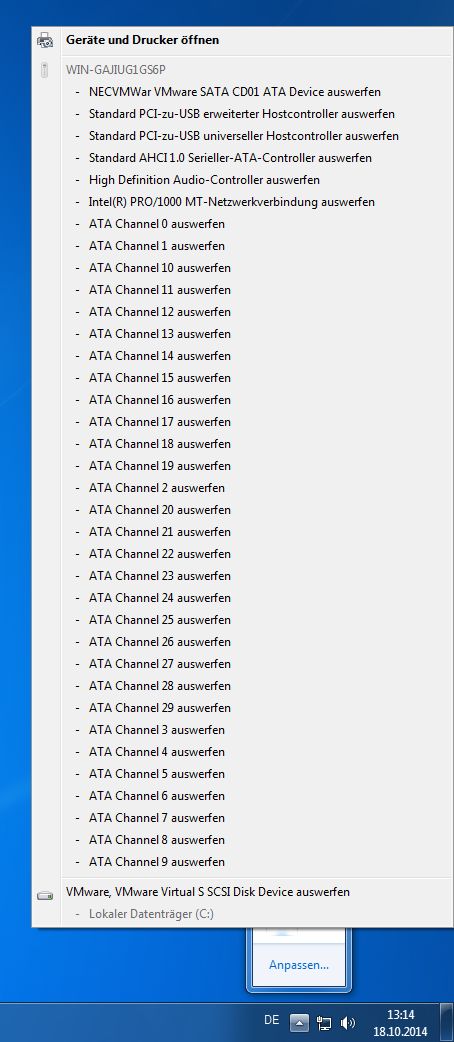 Geräte und Drucker öffnen
WIN-GAJIUG1GS6P
- NECVMWar VMware SATA CD01 ATA Device auswerfen
- Standard PCI-zu-USB erweiterter Hostcontroller auswerfen
- Standard PCI-zu-USB universeller Hostcontroller auswerfen
- Standard AHCI 1.0 Serieller-ATA-Controller auswerfen
- High Definition Audio-Controller auswerfen
- Intel(R) PRO/1000 MT-Netzwerkverbindung auswerfen
- ATA Channel 0 auswerfen
- ATA Channel 1 auswerfen
- ATA Channel 10 auswerfen
- ATA Channel 11 auswerfen
- ATA Channel 12 auswerfen
- ATA Channel 13 auswerfen
- ATA Channel 14 auswerfen
- ATA Channel 15 auswerfen
- ATA Channel 16 auswerfen
- ATA Channel 17 auswerfen
- ATA Channel 18 auswerfen
- ATA Channel 19 auswerfen
- ATA Channel 2 auswerfen
- ATA Channel 20 auswerfen
- ATA Channel 21 auswerfen
- ATA Channel 22 auswerfen
- ATA Channel 23 auswerfen
- ATA Channel 24 auswerfen
- ATA Channel 25 auswerfen
- ATA Channel 26 auswerfen
- ATA Channel 27 auswerfen
- ATA Channel 28 auswerfen
- ATA Channel 29 auswerfen
- ATA Channel 3 auswerfen
- ATA Channel 4 auswerfen
- ATA Channel 5 auswerfen
- ATA Channel 6 auswerfen
- ATA Channel 7 auswerfen
- ATA Channel 8 auswerfen
- ATA Channel 9 auswerfen
VMware, VMware Virtual S SCSI Disk Device auswerfen
- Lokaler Datenträger (C:)
Anpassen...
DE
13:14
18.10.2014